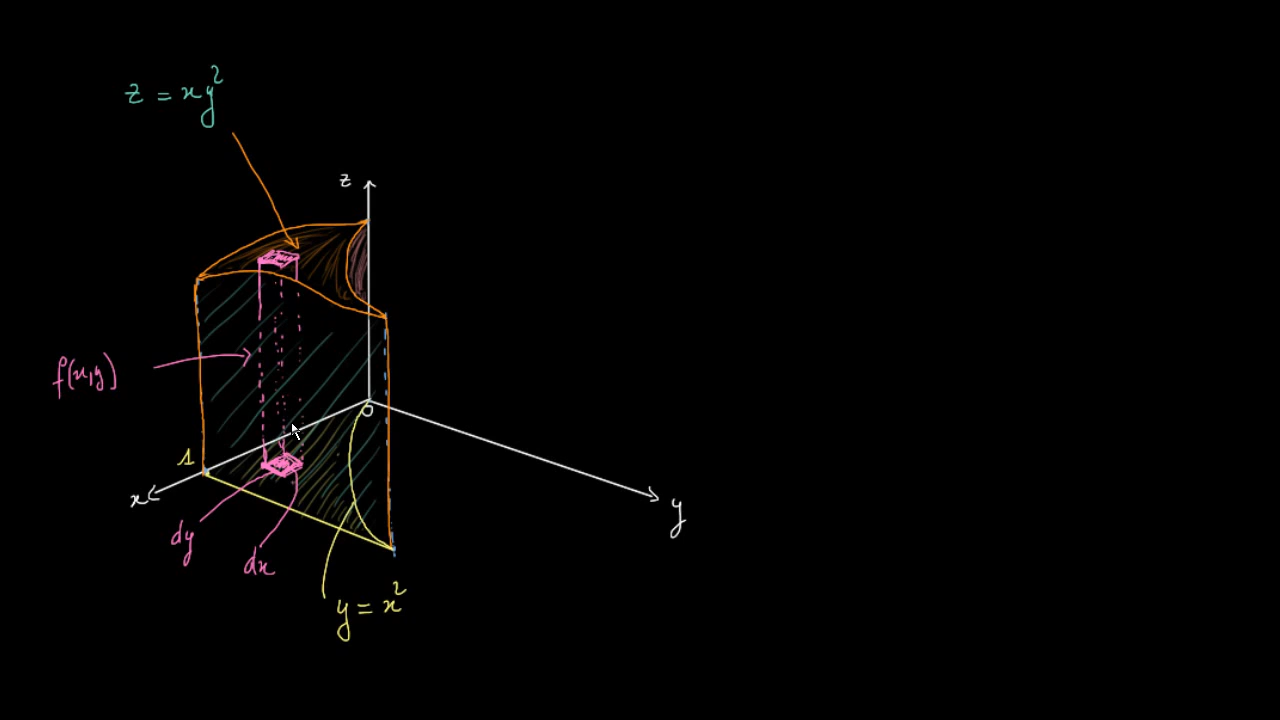 z = xy²
z
f(x,y)
0
1
x
y
dy
dx
y = x²